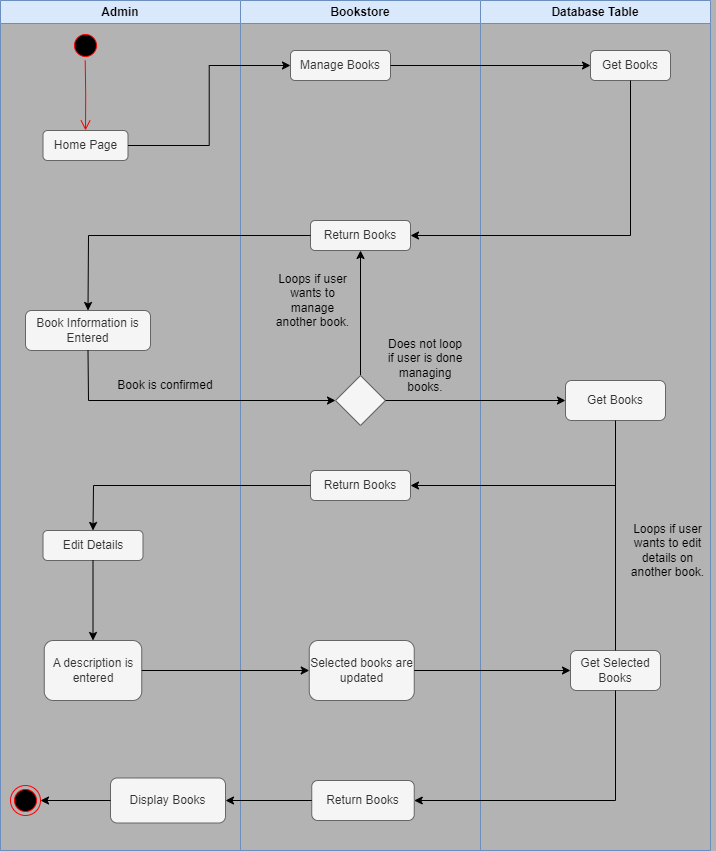 Admin
Bookstore
Database Table
Manage Books
Get Books
Home Page
Return Books
Loops if user
wants to
manage
another book.
Book Information is
Entered
Does not loop
if user is done
managing
books.
Book is confirmed
Get Books
Return Books
Edit Details
Loops if user
wants to edit
details on
another book.
A description is
entered
Selected books are
updated
Get Selected
Books
Display Books
Return Books